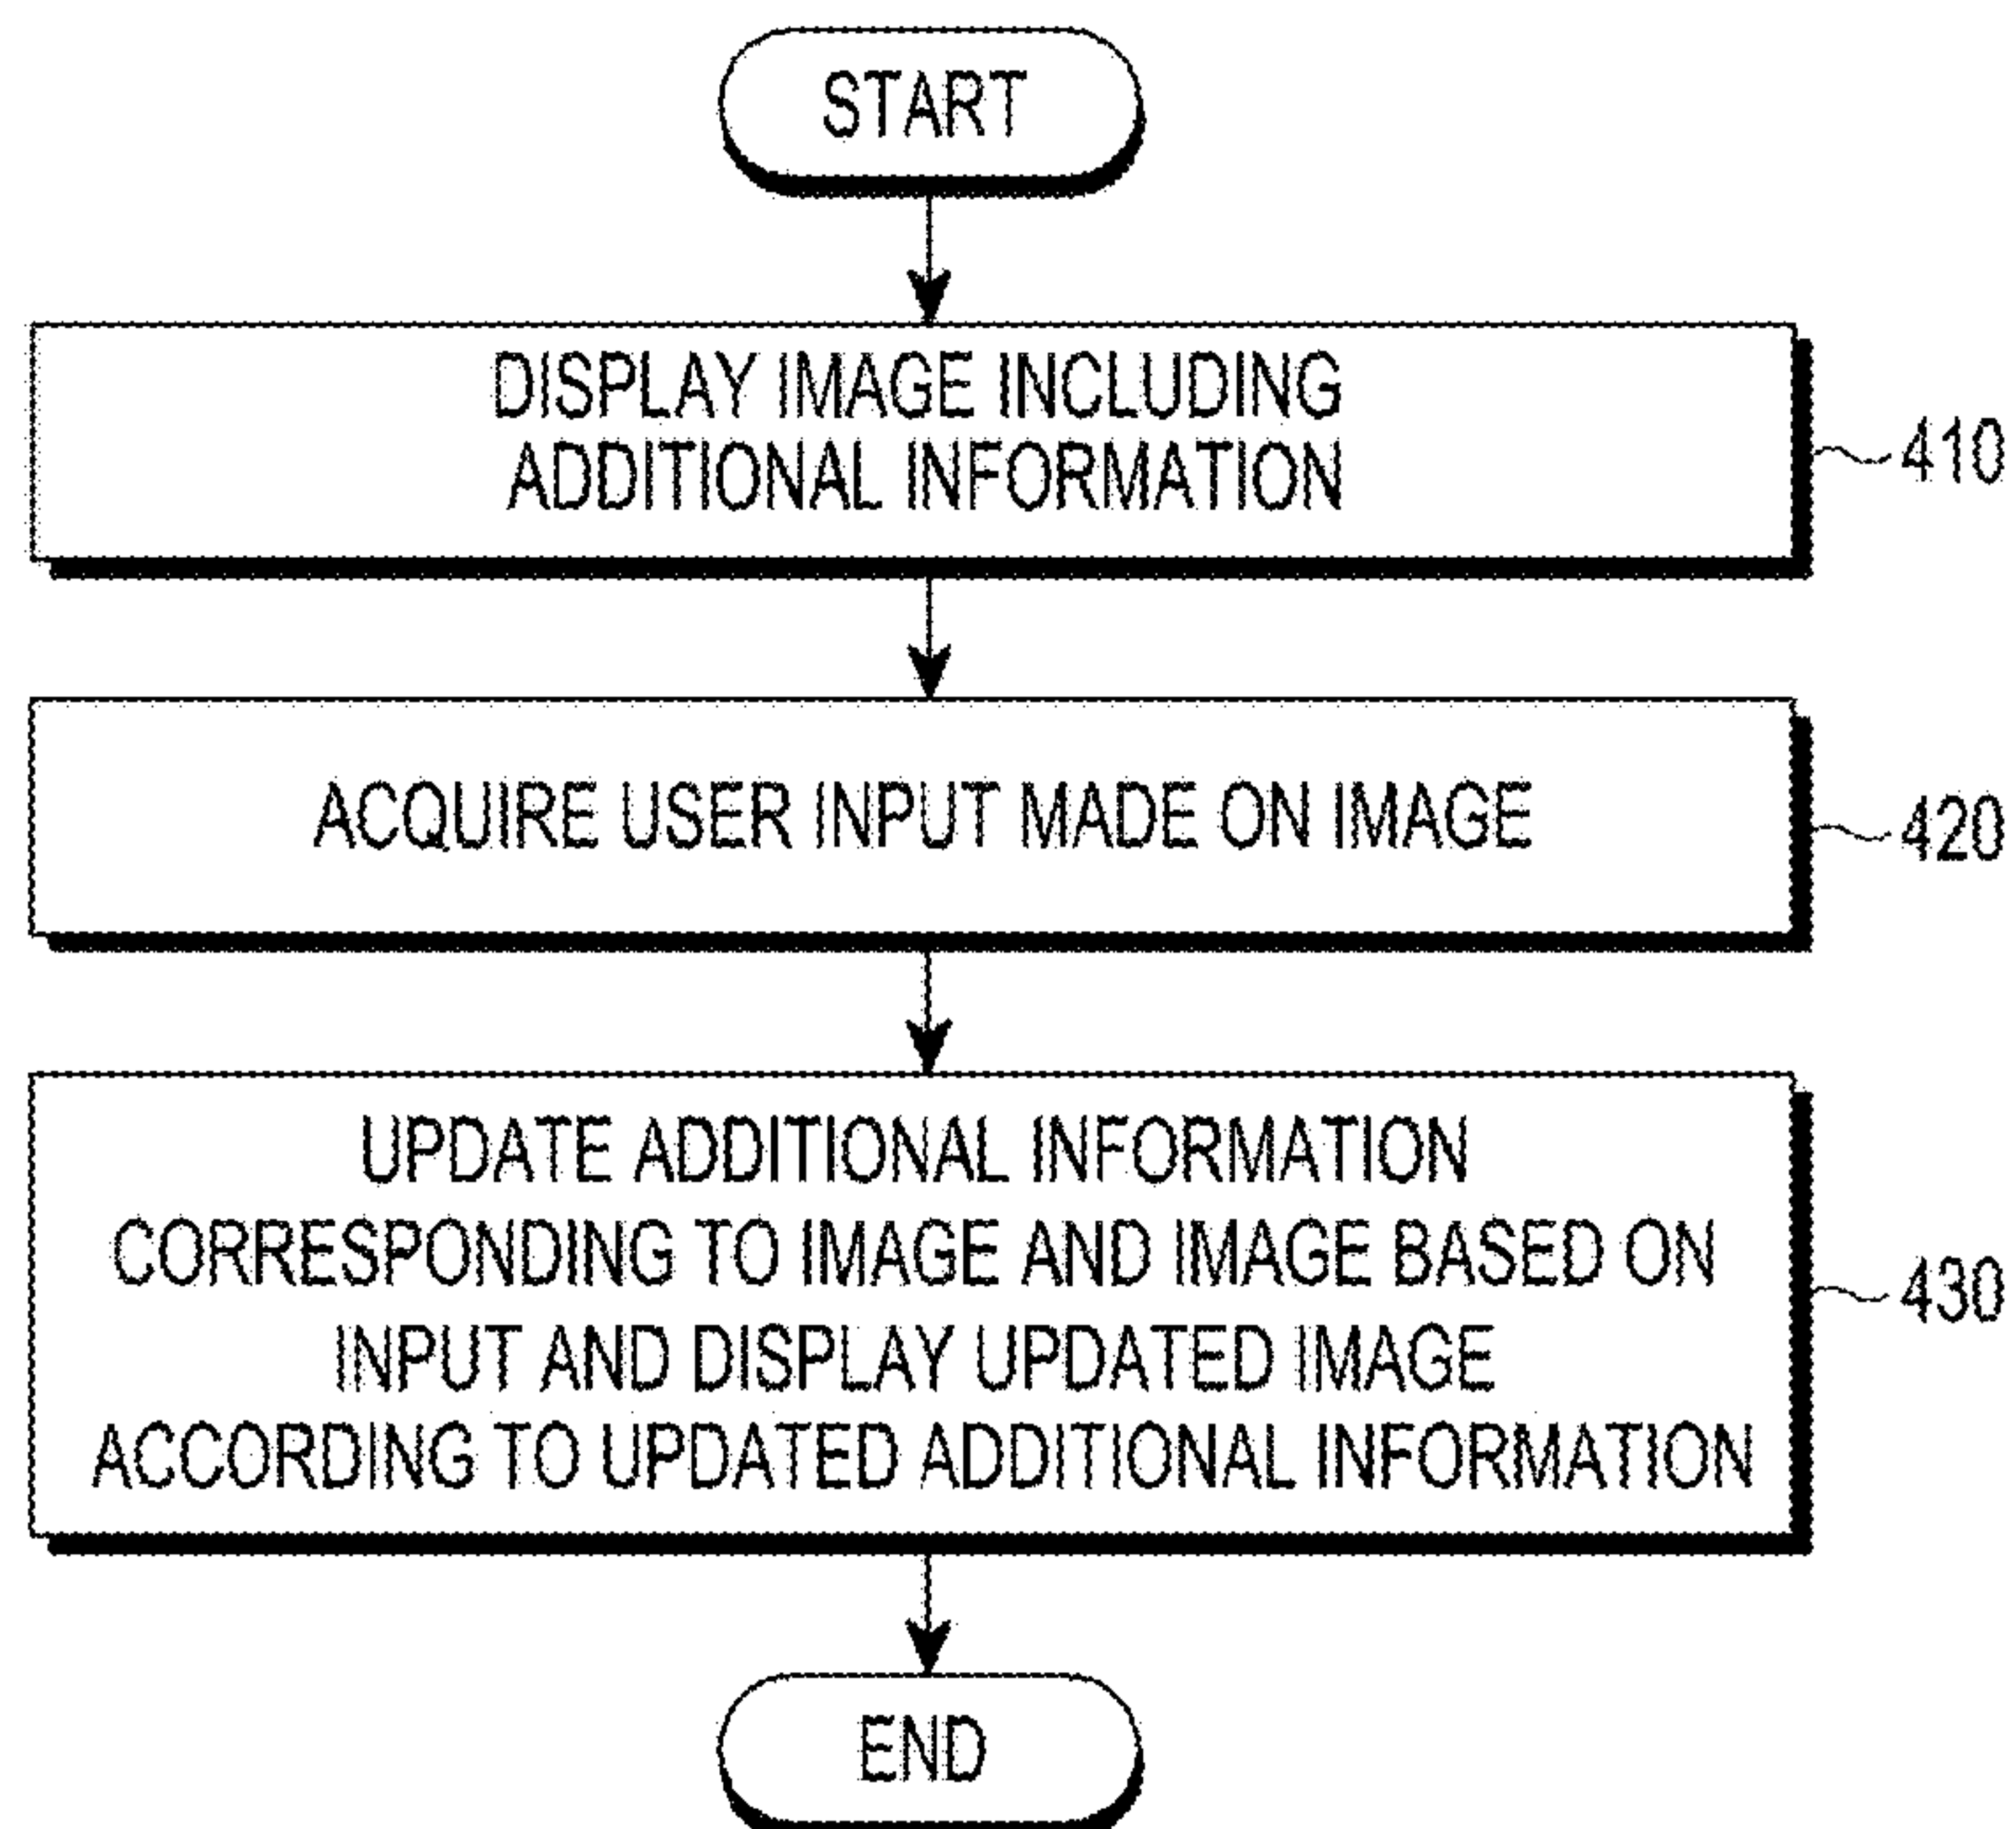 START
DISPLAY IMAGE INCLUDING
ADDITIONAL INFORMATION
410
ACQUIRE USER INPUT MADE ON IMAGE
420
UPDATE ADDITIONAL INFORMATION
CORRESPONDING TO IMAGE AND IMAGE BASED ON
INPUT AND DISPLAY UPDATED IMAGE
ACCORDING TO UPDATED ADDITIONAL INFORMATION
430
END